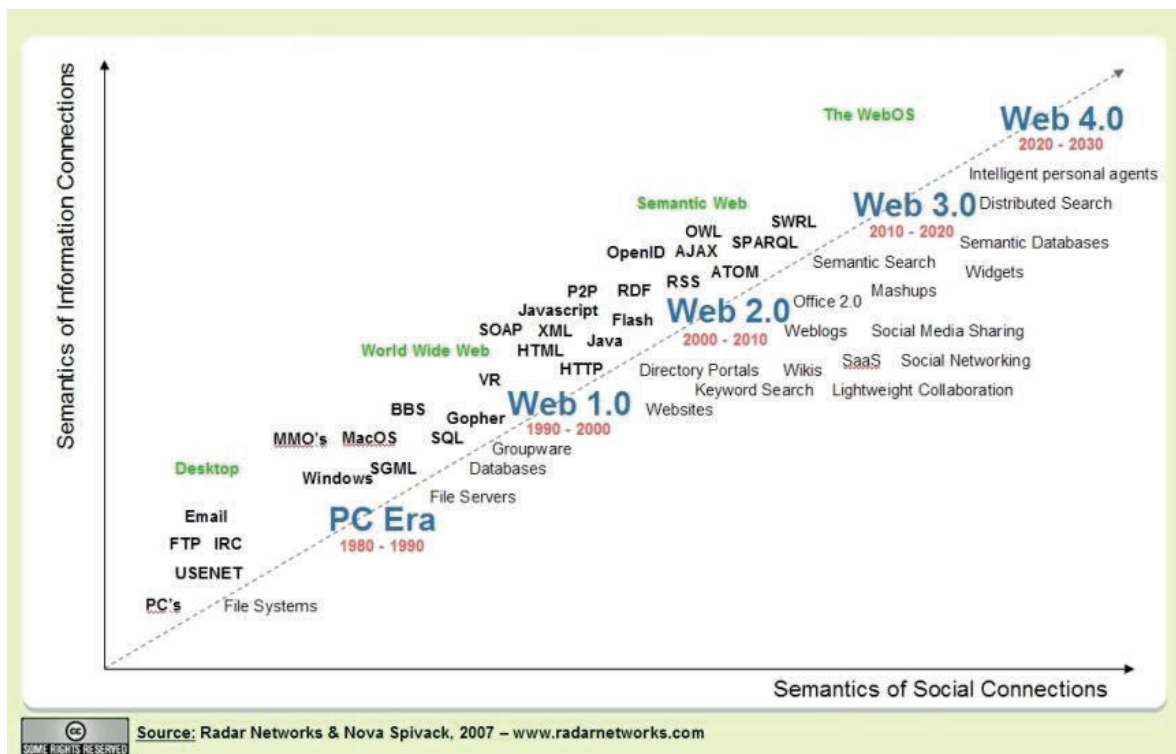 Semantics of Information Connections
The WebOS
Web 4.0
2020 - 2030
Intelligent personal agents
Semantic Web
Web 3.0
Distributed Search
2010 - 2020
SWRL
OWL
SPARQL
Semantic Databases
OpenID
AJAX
Semantic Search
Widgets
ATOM
P2P
RDF
RSS
Mashups
Javascript
Flash
Web 2.0
Office 2.0
2000 - 2010
SOAP
XML
Java
Weblogs
Social Media Sharing
World Wide Web
HTML
HTTP
Directory Portals
Wikis
SaaS
Social Networking
VR
Keyword Search
Lightweight Collaboration
BBS
Gopher
Web 1.0
1990 - 2000
Websites
MMO's
MacOS
SQL
Groupware
Desktop
Windows
SGML
Databases
File Servers
Email
PC Era
1980 - 1990
FTP
IRC
USENET
PC's
File Systems
Semantics of Social Connections
cc
SOME RIGHTS RESERVED
Source: Radar Networks & Nova Spivack, 2007 – www.radarnetworks.com